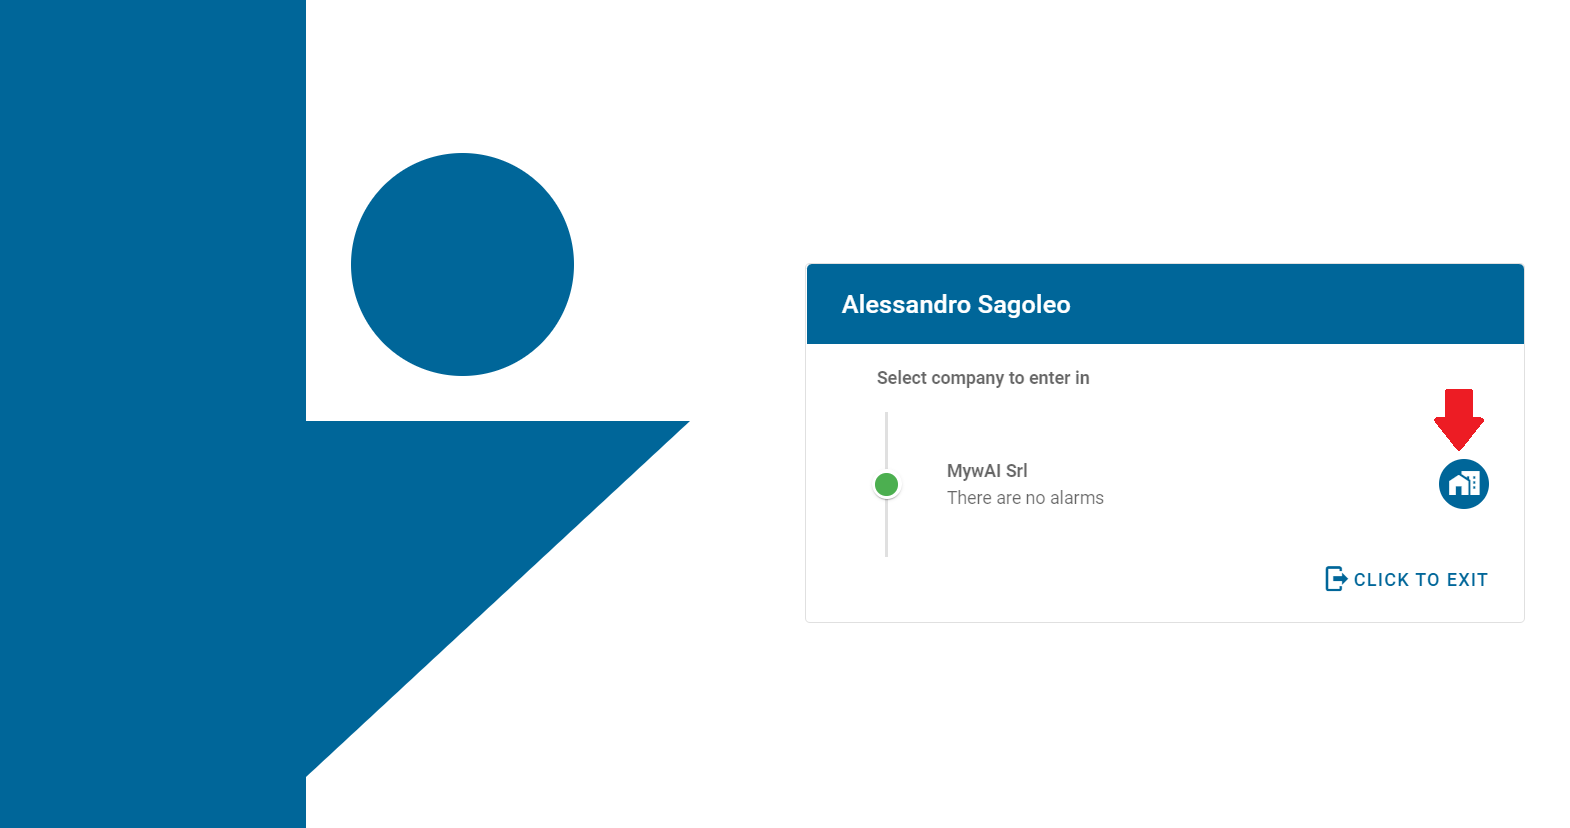 Alessandro Sagoleo
Select company to enter in
MywAI Srl
There are no alarms
CLICK TO EXIT